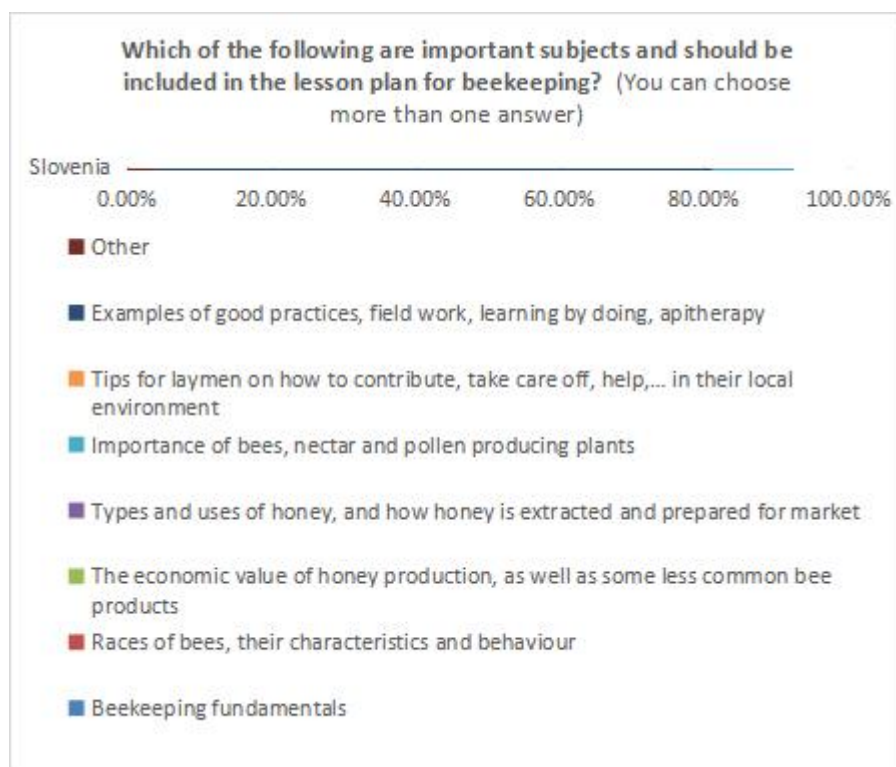 Which of the following are important subjects and should be
included in the lesson plan for beekeeping? (You can choose
more than one answer)
Slovenia
0.00% 20.00% 40.00% 60.00% 80.00% 100.00%
Other
Examples of good practices, field work, learning by doing, apitherapy
Tips for laymen on how to contribute, take care off, help,... in their local
environment
Importance of bees, nectar and pollen producing plants
Types and uses of honey, and how honey is extracted and prepared for market
The economic value of honey production, as well as some less common bee
products
Races of bees, their characteristics and behaviour
Beekeeping fundamentals